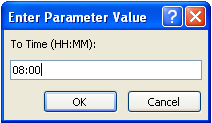 Enter Parameter Value
To Time (HH:MM):
08:00
OK Cancel